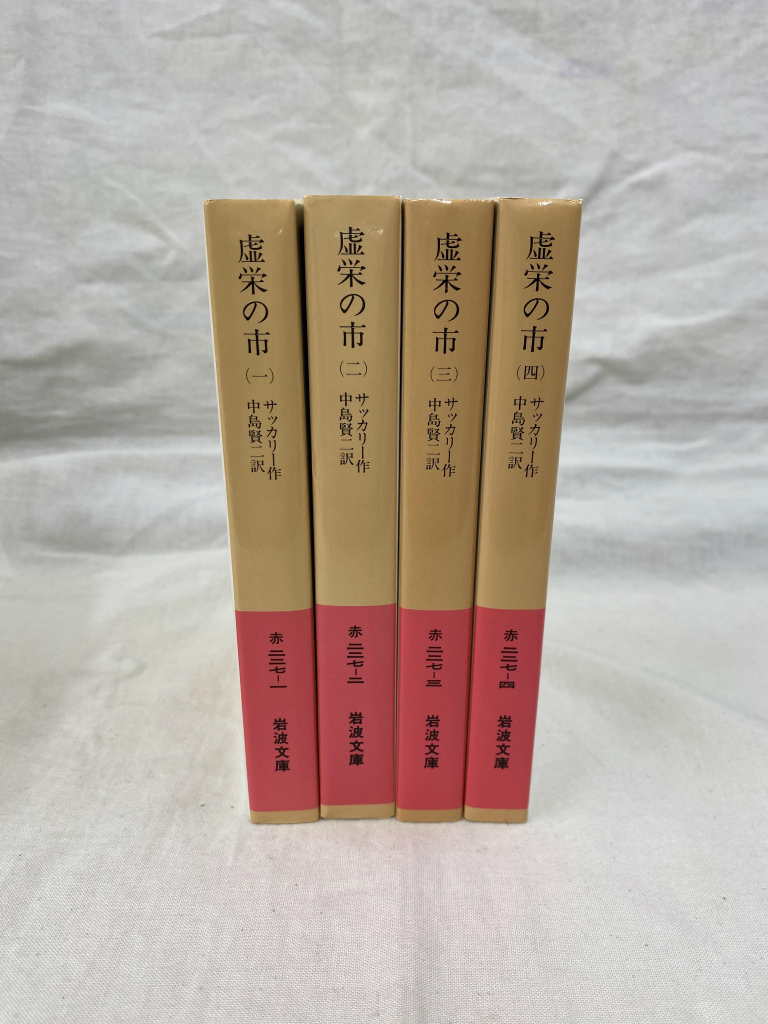 虚栄の市(一)
サッカリー作
中島賢二訳
赤二二七-一
岩波文庫
虚栄の市(二)
サッカリー作
中島賢二訳
赤二二七-二
岩波文庫
虚栄の市(三)
サッカリー作
中島賢二訳
赤二二七-三
岩波文庫
虚栄の市(四)
サッカリー作
中島賢二訳
赤二二七-四
岩波文庫